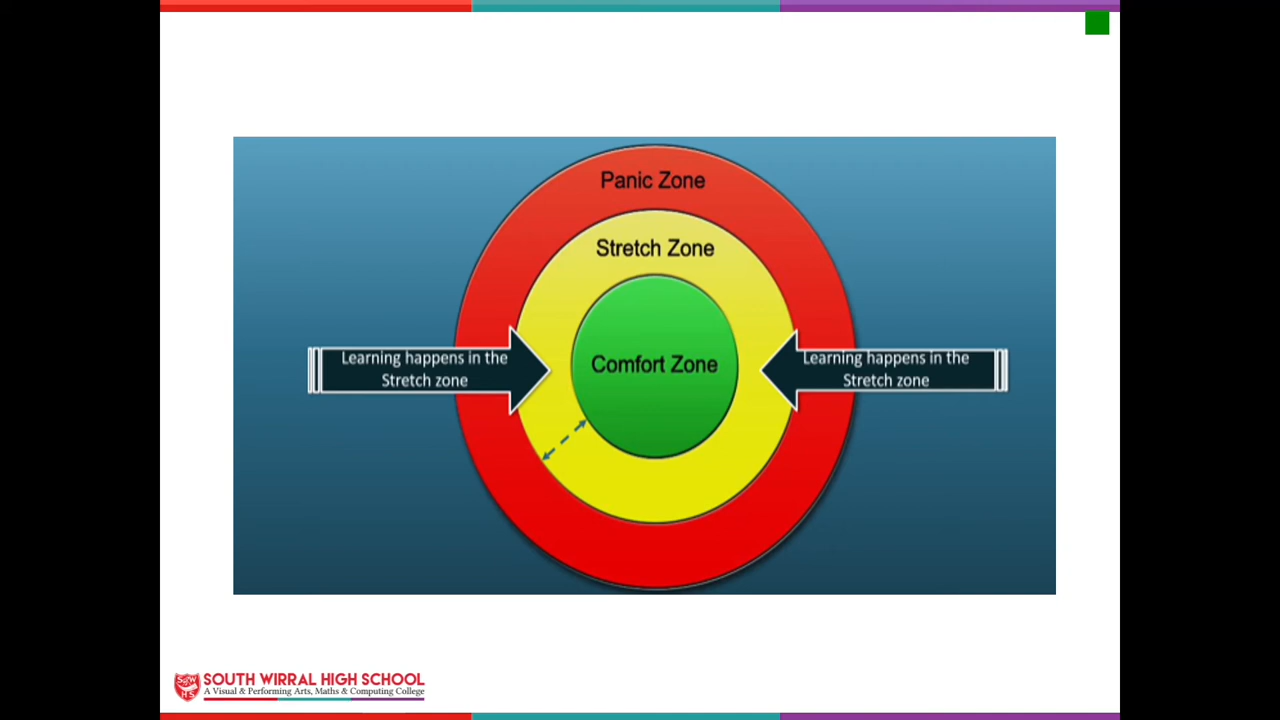 Panic Zone
Stretch Zone
Learning happens in the
Stretch zone
Comfort Zone
Learning happens in the
Stretch zone
SOUTH WIRRAL HIGH SCHOOL
A Visual & Performing Arts, Maths & Computing College
S W
H S